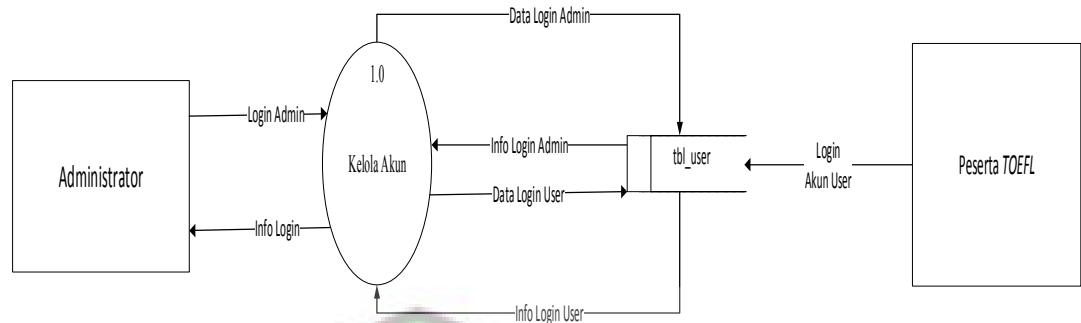 Data Login Admin
1.0
Login Admin
Administrator
Kelola Akun
Info Login Admin
tbl_user
Login
Akun User
Peserta TOEFL
Data Login User
Info Login
Info Login User